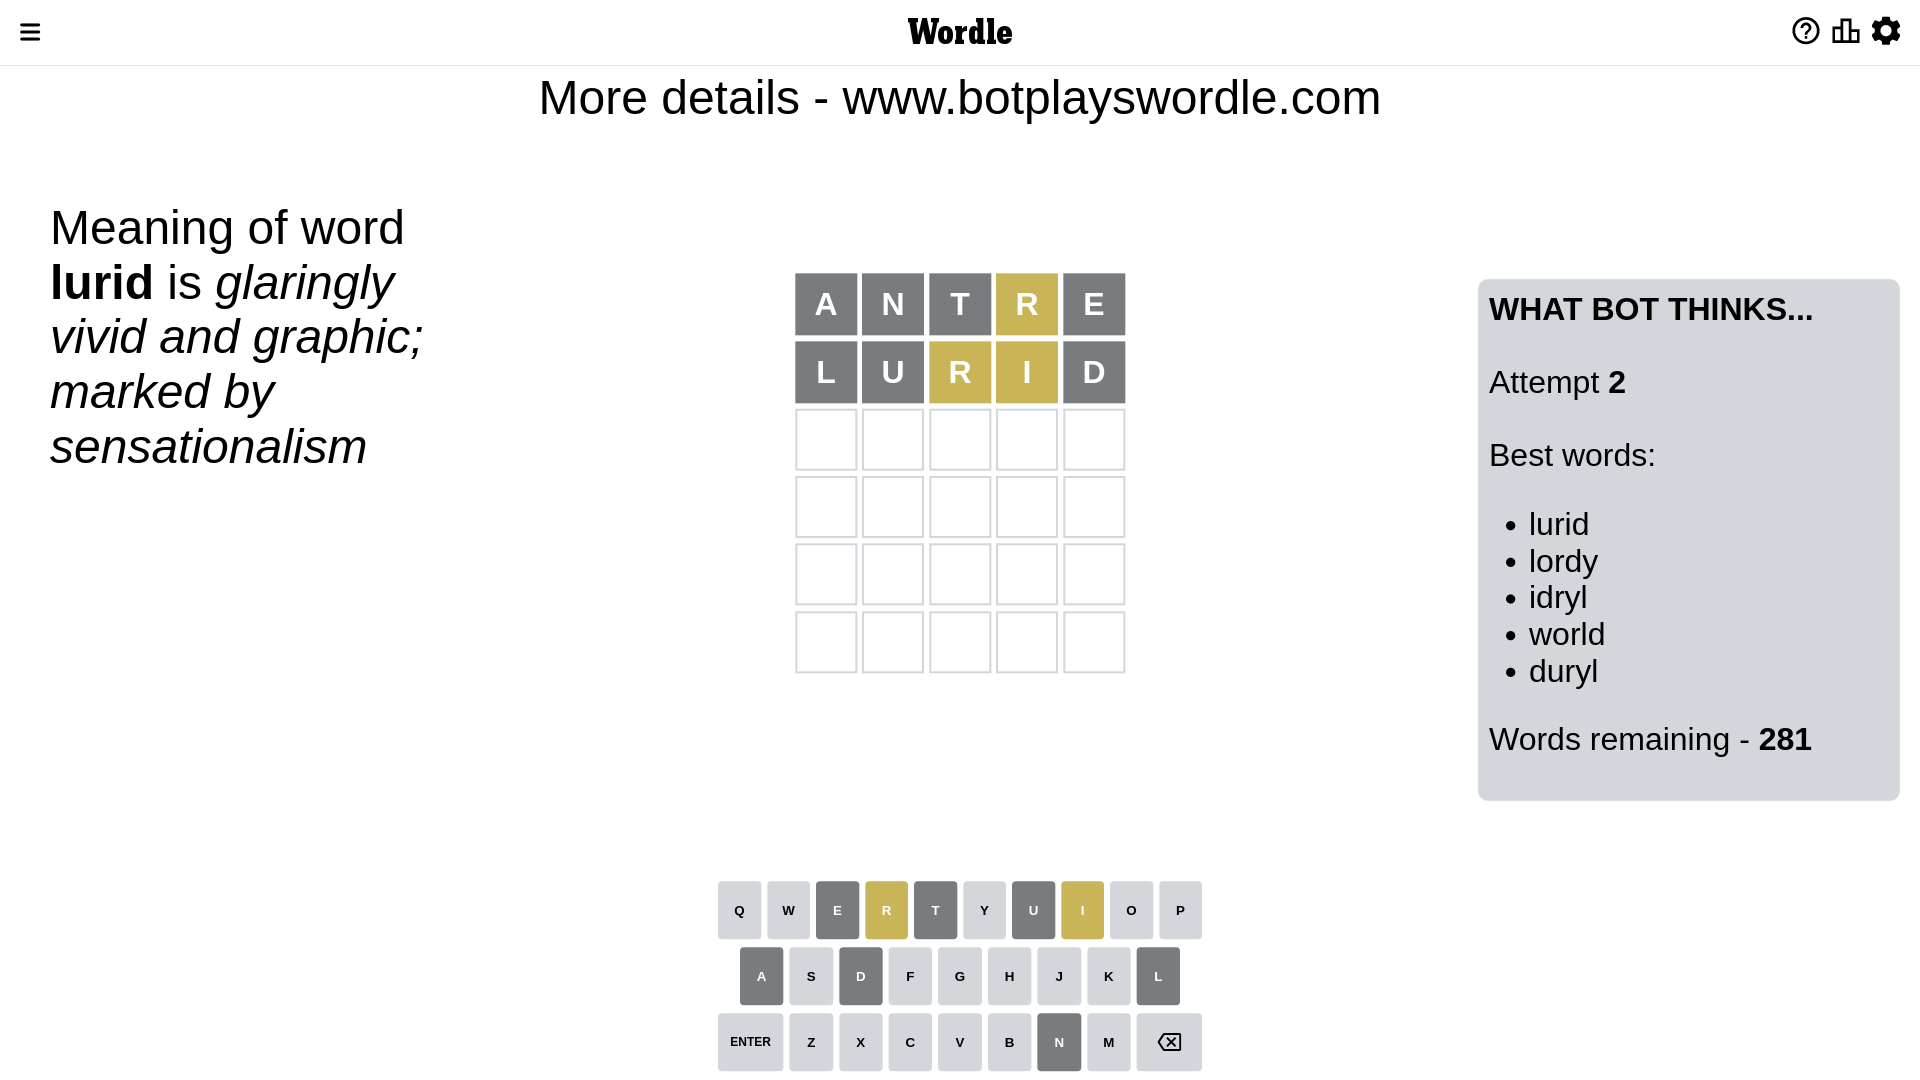 Wordle
More details - www.botplayswordle.com
Meaning of word
lurid is glaringly
vivid and graphic;
marked by
sensationalism
A N T R E
L U R I D
WHAT BOT THINKS...
Attempt 2
Best words:
• lurid
• lordy
• idryl
• world
• duryl
Words remaining - 281
Q W E R T Y U I O P
A S D F G H J K L
ENTER Z X C V B N M